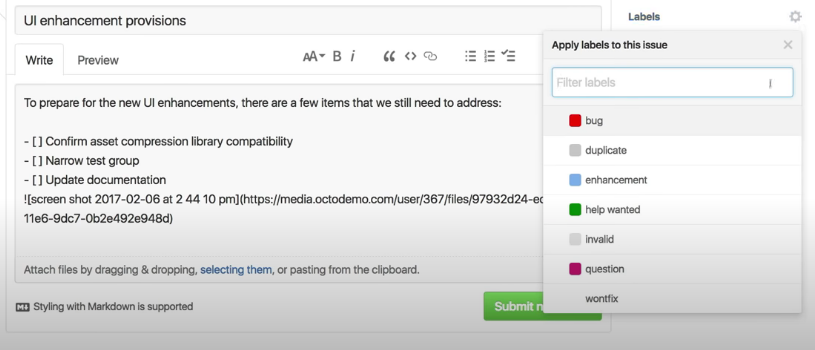 UI enhancement provisions
Write
Preview
AA B i
To prepare for the new UI enhancements, there are a few items that we still need to address:
- [ ] Confirm asset compression library compatibility
- [ ] Narrow test group
- [ ] Update documentation
![screen shot 2017-02-06 at 2 44 10 pm](https://media.octodemo.com/user/367/files/97932d24-
11e6-9dc7-0b2e492e948d)
Attach files by dragging & dropping, selecting them, or pasting from the clipboard.
M Styling with Markdown is supported
Submit
Labels
Apply labels to this issue
Filter labels
bug
duplicate
enhancement
help wanted
invalid
question
wontfix